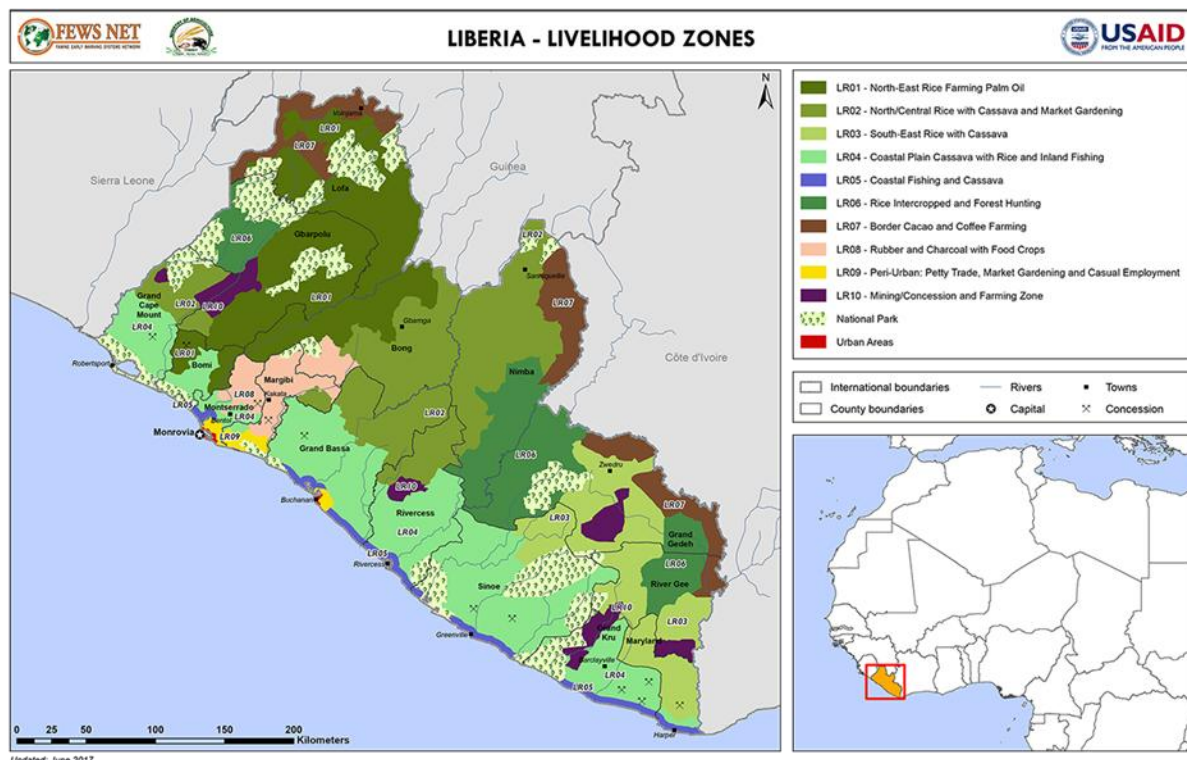 FEWS NET
FAMINE EARLY WARNING SYSTEMS NETWORK
LIBERIA - LIVELIHOOD ZONES
USAID
FROM THE AMERICAN PEOPLE
N
Voinjama
LR01
LR07
Guinea
Sierra Leone
Lofa
LR06
Gbarpolu
LR02
Sanniquellie
LR07
LR01
LR02
LR10
Grand
Cape
Mount
LR04
Gbarnga
Bong
Côte d'Ivoire
LR01
Bomi
Robertsport
Margibi
Nimba
LR08
Kakata
LR05
Montserrado
LR04
Bentol
LR02
Monrovia
LR09
Grand Bassa
LR06
Zwedru
LR10
Buchanan
Rivercess
LR07
LR03
LR04
Grand
Gedeh
LR05
Rivercess
LR06
Sinoe
River Gee
LR10
LR03
Greenville
Grand
Kru
Maryland
Barclayville
LR04
LR05
Harper
0 25 50 100 150 200
Kilometers
Updated: June 2017
LR01 - North-East Rice Farming Palm Oil
LR02 - North/Central Rice with Cassava and Market Gardening
LR03 - South-East Rice with Cassava
LR04 - Coastal Plain Cassava with Rice and Inland Fishing
LR05 - Coastal Fishing and Cassava
LR06 - Rice Intercropped and Forest Hunting
LR07 - Border Cacao and Coffee Farming
LR08 - Rubber and Charcoal with Food Crops
LR09 - Peri-Urban: Petty Trade, Market Gardening and Casual Employment
LR10 - Mining/Concession and Farming Zone
National Park
Urban Areas
International boundaries
Rivers
Towns
County boundaries
Capital
Concession